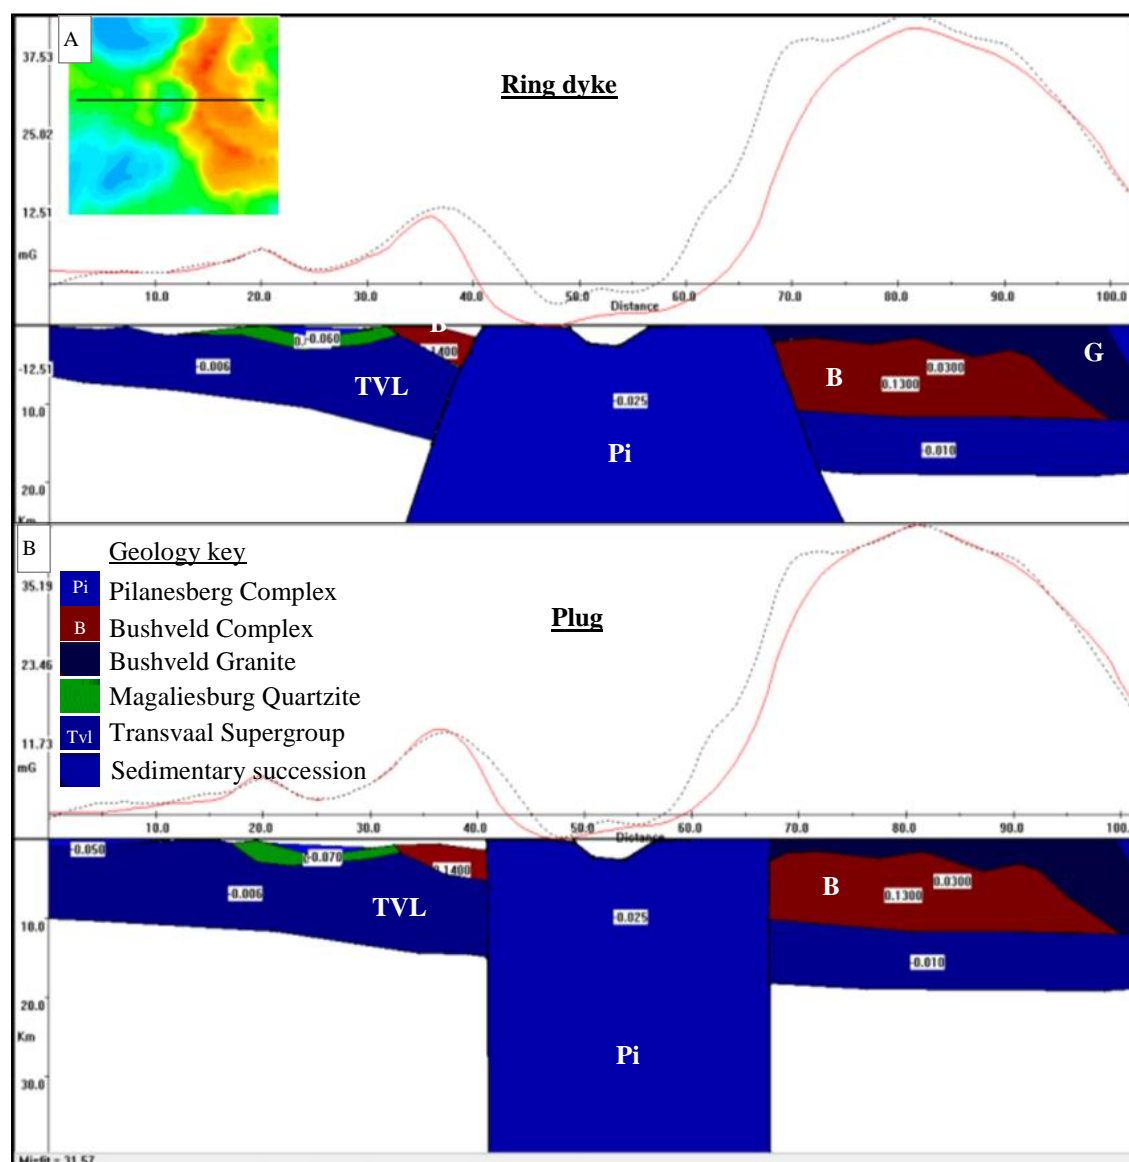 A
Ring dyke
37.53
25.02
12.51
mG
10.0 20.0 30.0 40.0 50.0 60.0 70.0 80.0 90.0 100.0
Distance
-0.060
B
0.1400
-0.006
TVL
-12.51
10.0
20.0
Km
-0.025
Pi
B
0.0300
0.1300
G
-0.010
B
Geology key
Pi Pilanesberg Complex
B Bushveld Complex
Bushveld Granite
Magaliesburg Quartzite
Tvl Transvaal Supergroup
Sedimentary succession
Plug
35.19
23.46
11.73
mG
10.0 20.0 30.0 40.0 50.0 60.0 70.0 80.0 90.0 100.
Distance
-0.050
-0.070
0.1400
-0.006
TVL
10.0
20.0
Km
30.0
-0.025
Pi
B
0.0300
0.1300
-0.010
Misfit = 31.57